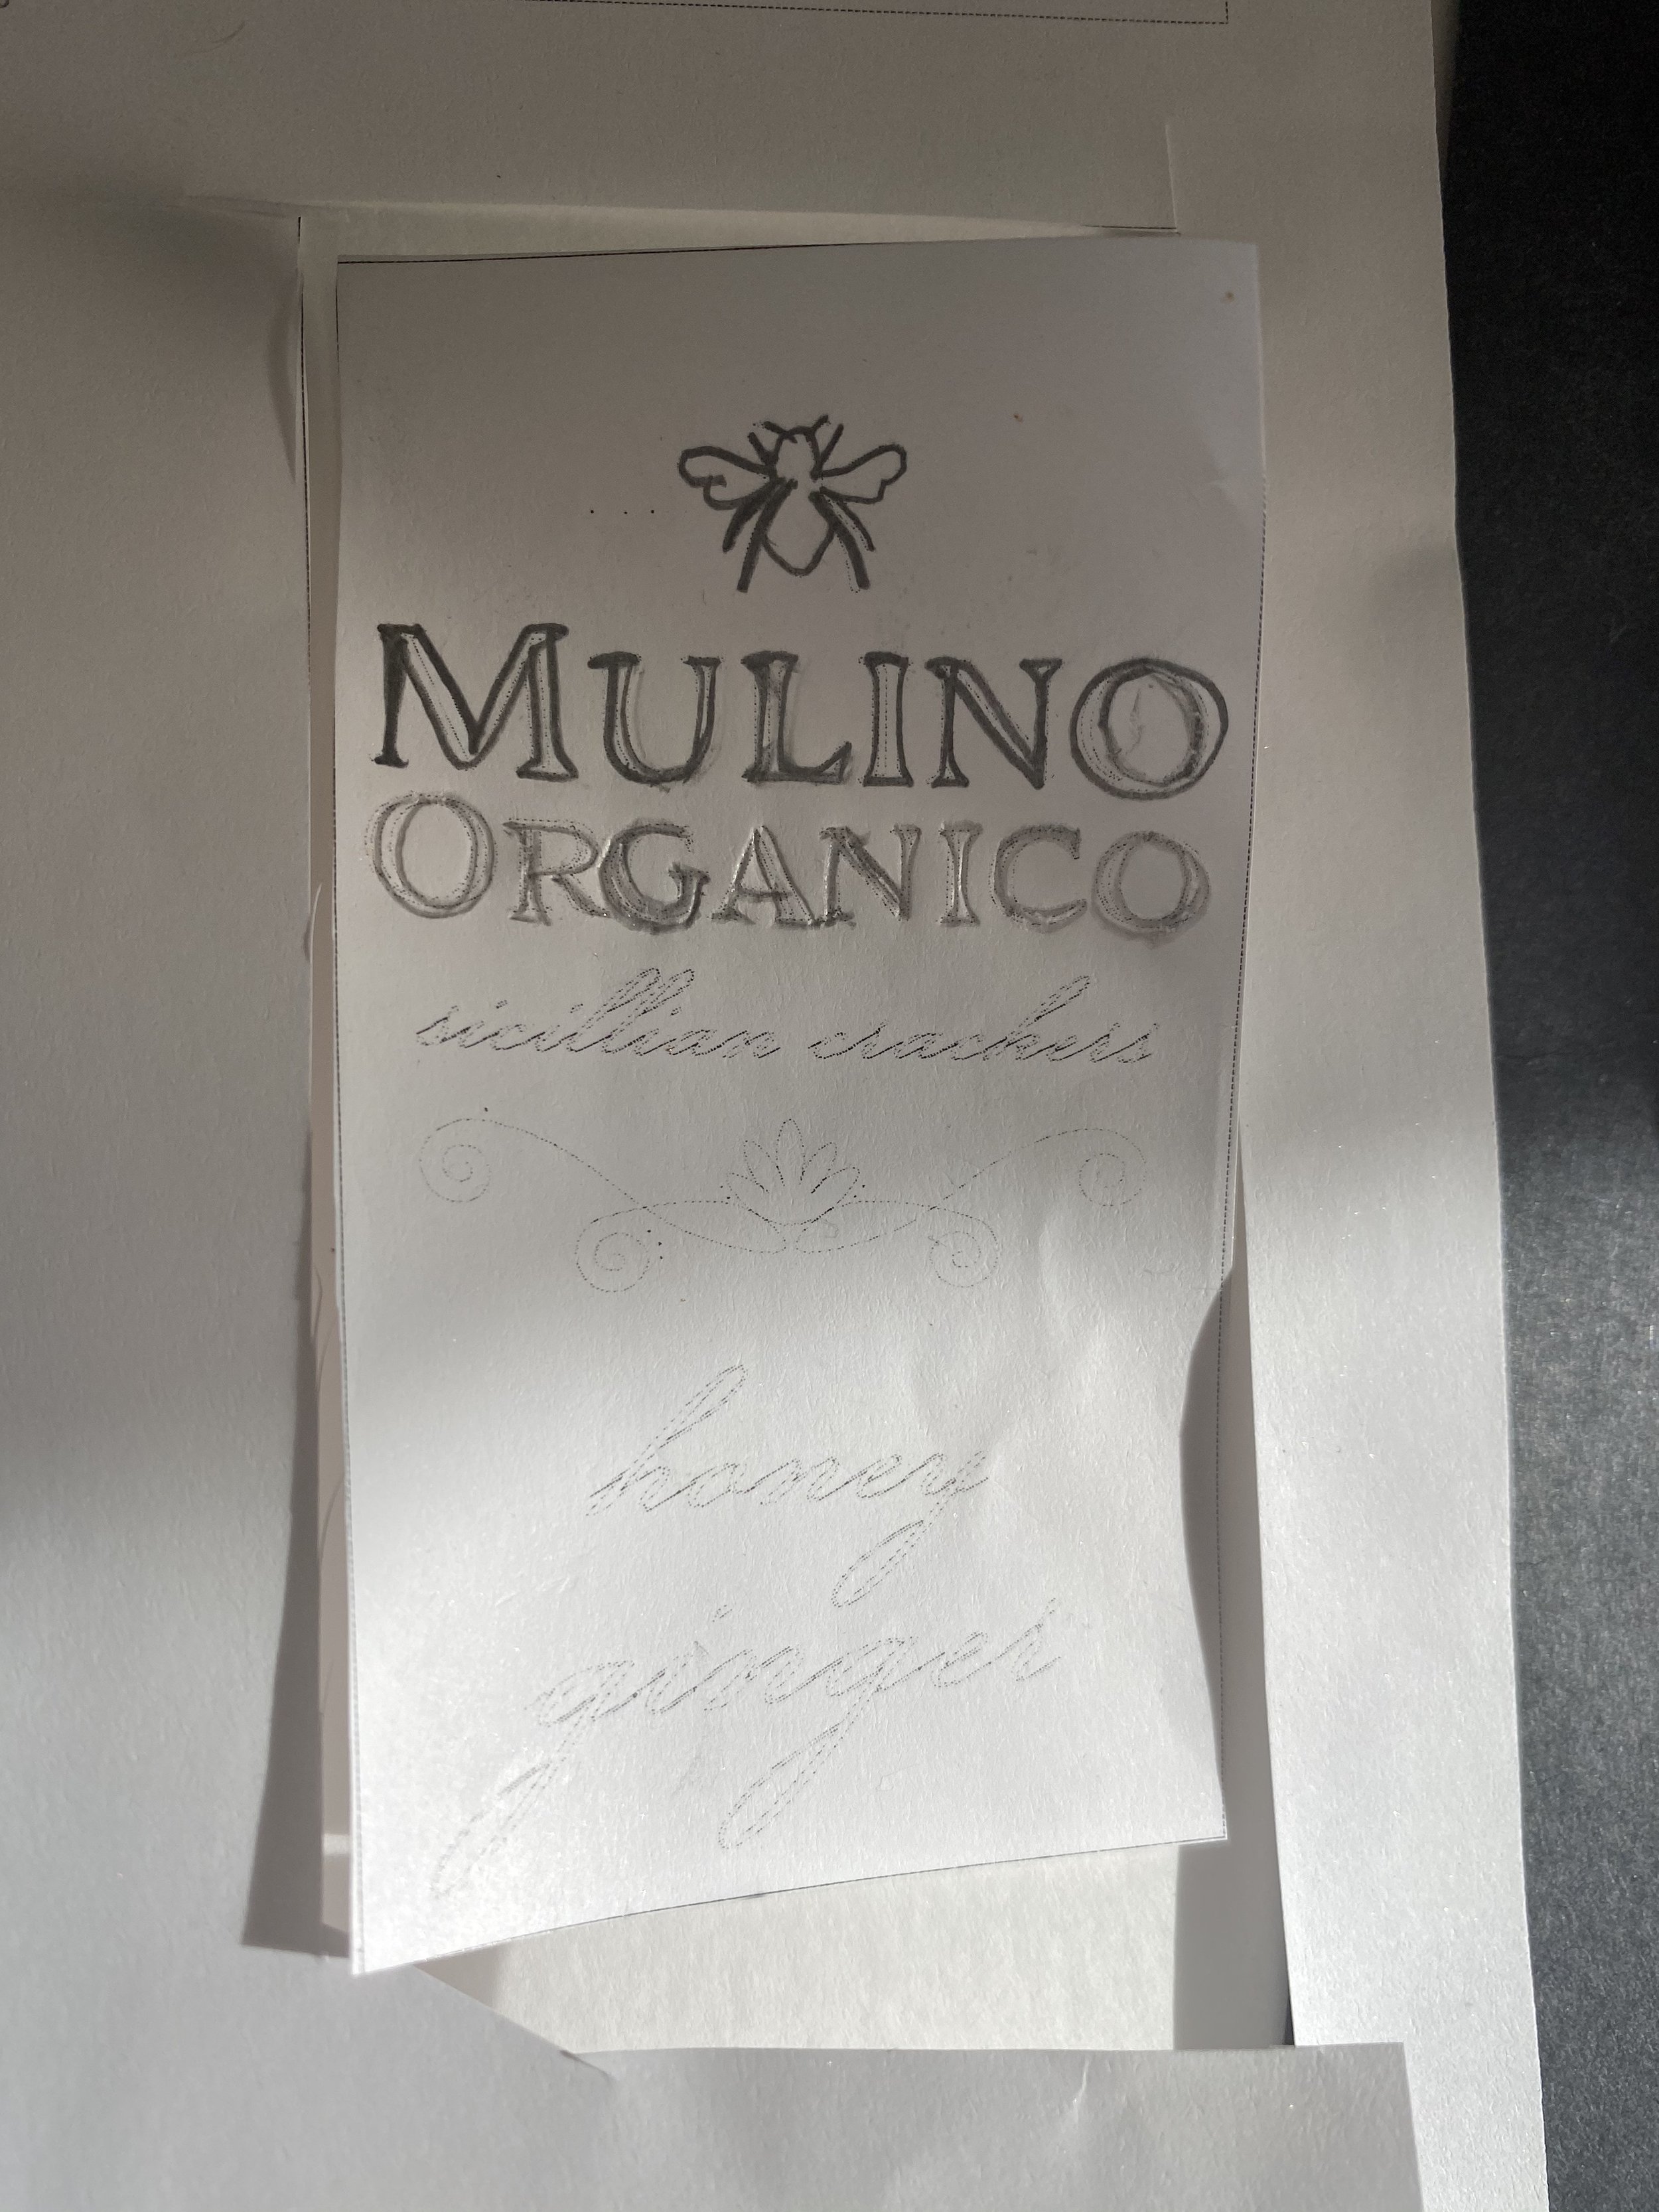 MULINO
ORGANICO
sicillian crackers
honey
ginger